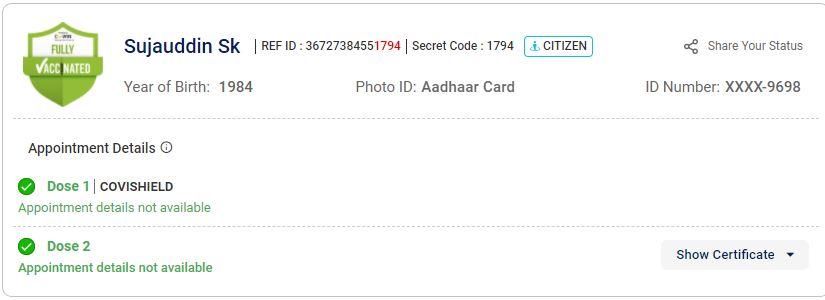 FULLY
VACCINATED
Sujauddin Sk | REF ID : 36727384551794 | Secret Code : 1794 CITIZEN Share Your Status
Year of Birth: 1984 Photo ID: Aadhaar Card ID Number: XXXX-9698
Appointment Details
Dose 1 | COVISHIELD
Appointment details not available
Dose 2
Appointment details not available
Show Certificate